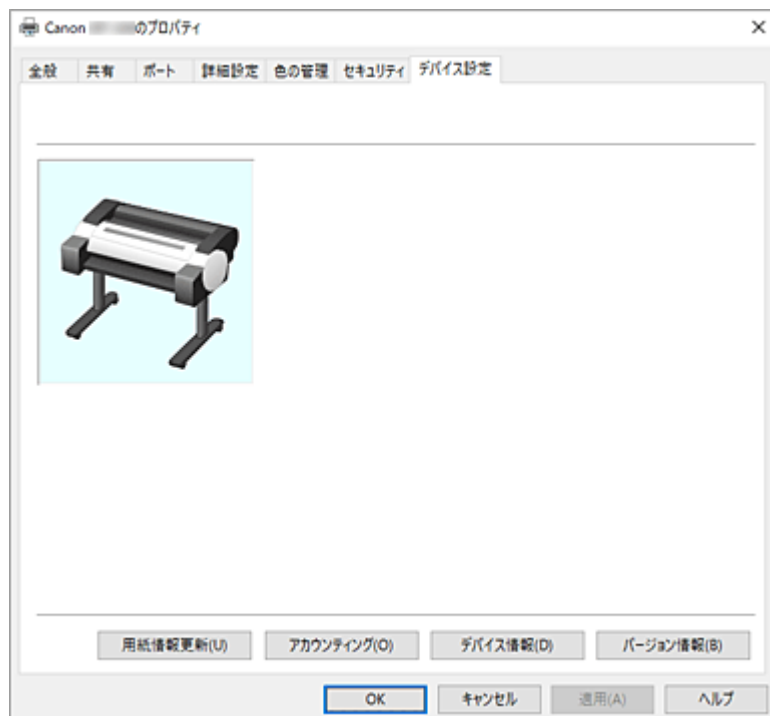 Canon のプロパティ
全般 共有 ポート 詳細設定 色の管理 セキュリティ デバイス設定
用紙情報更新(U) アカウンティング(O) デバイス情報(D) バージョン情報(B)
OK キャンセル 適用(A) ヘルプ